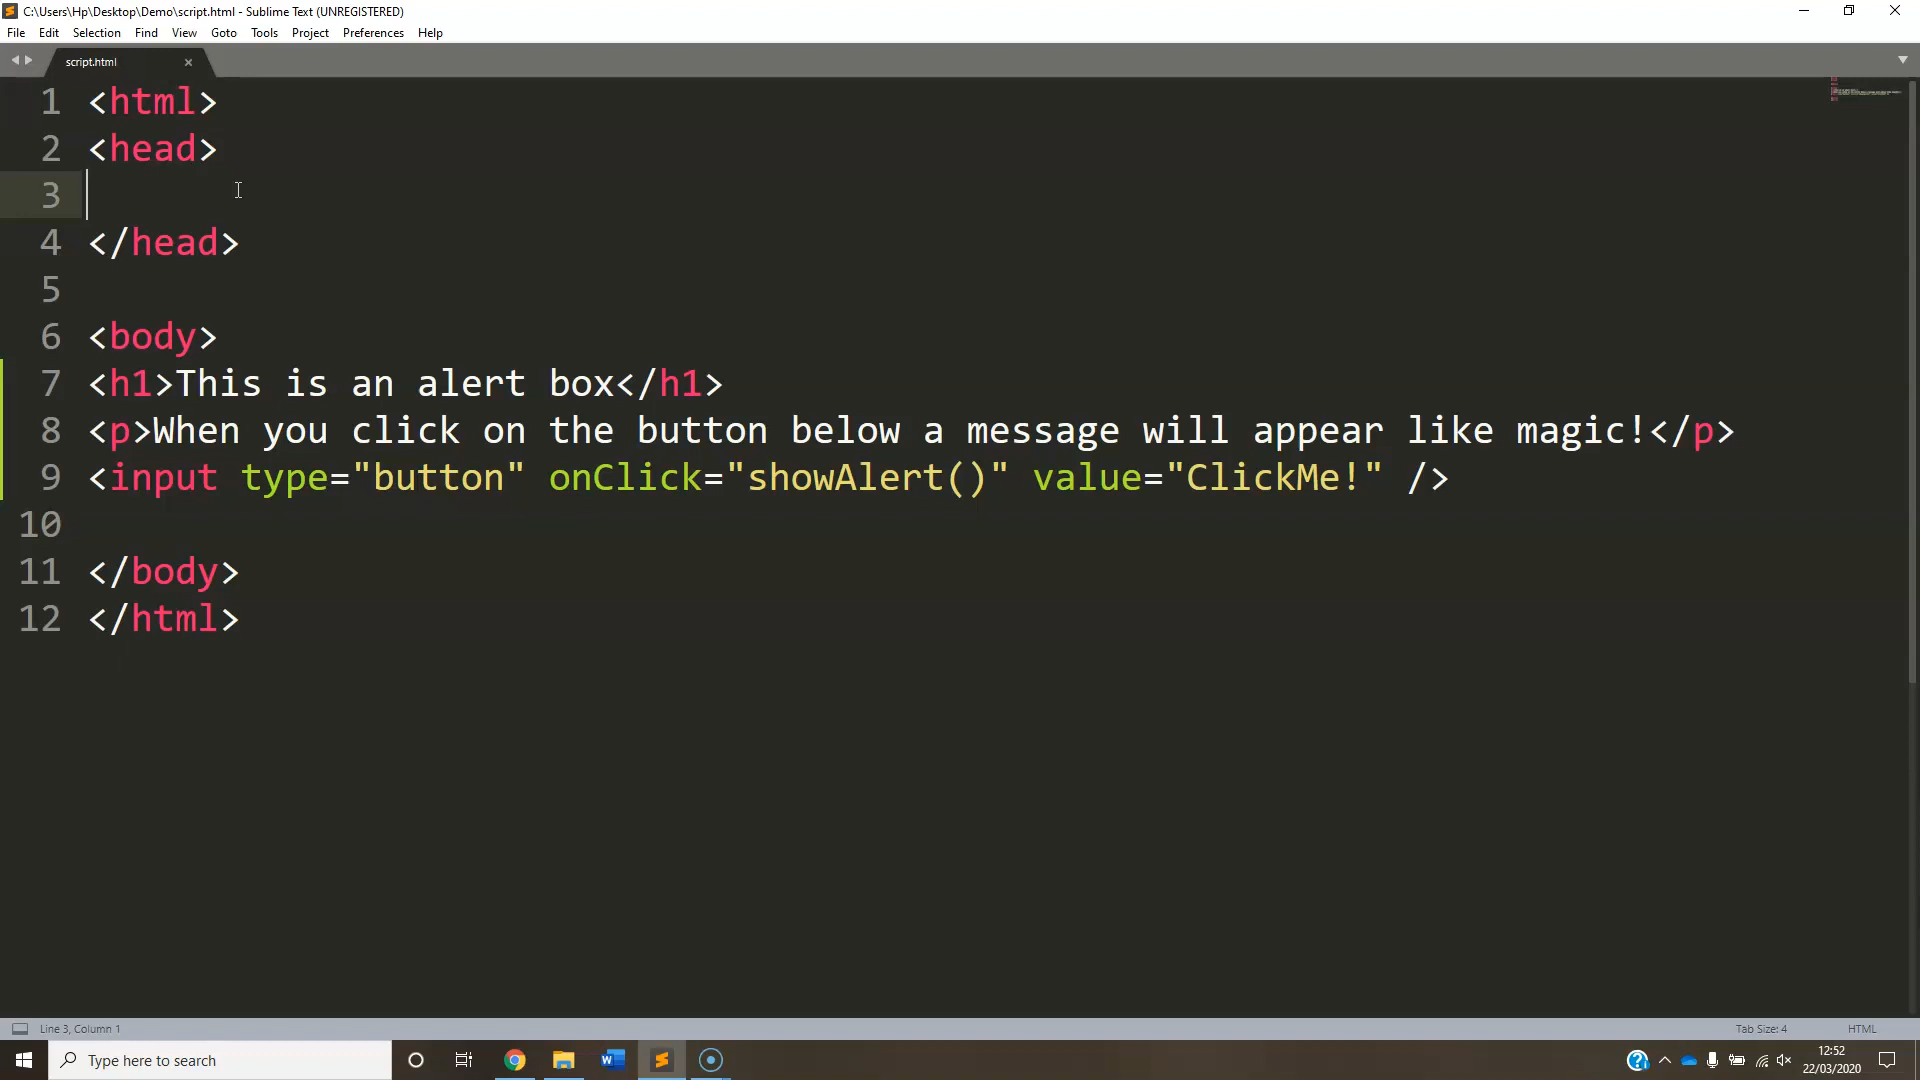 C:\Users\Hp\Desktop\Demo\script.html - Sublime Text (UNREGISTERED)
File Edit Selection Find View Goto Tools Project Preferences Help
script.html ×
1 <html>
2 <head>
3
4 </head>
5
6 <body>
7 <h1>This is an alert box</h1>
8 <p>When you click on the button below a message will appear like magic!</p>
9 <input type="button" onClick="showAlert()" value="ClickMe!" />
10
11 </body>
12 </html>
Line 3, Column 1 Tab Size: 4 HTML
Type here to search
12:52
22/03/2020